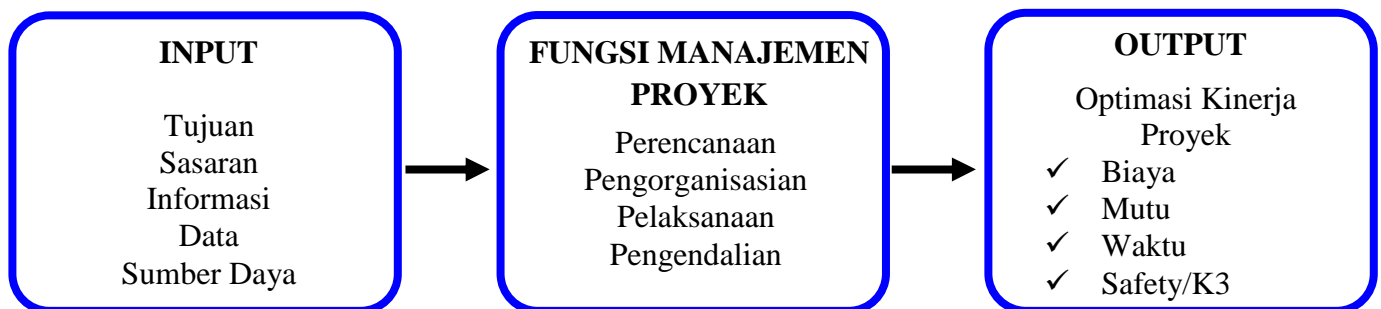 INPUT
Tujuan
Sasaran
Informasi
Data
Sumber Daya
FUNGSI MANAJEMEN
PROYEK
Perencanaan
Pengorganisasian
Pelaksanaan
Pengendalian
OUTPUT
Optimasi Kinerja
Proyek
✓ Biaya
✓ Mutu
✓ Waktu
✓ Safety/K3